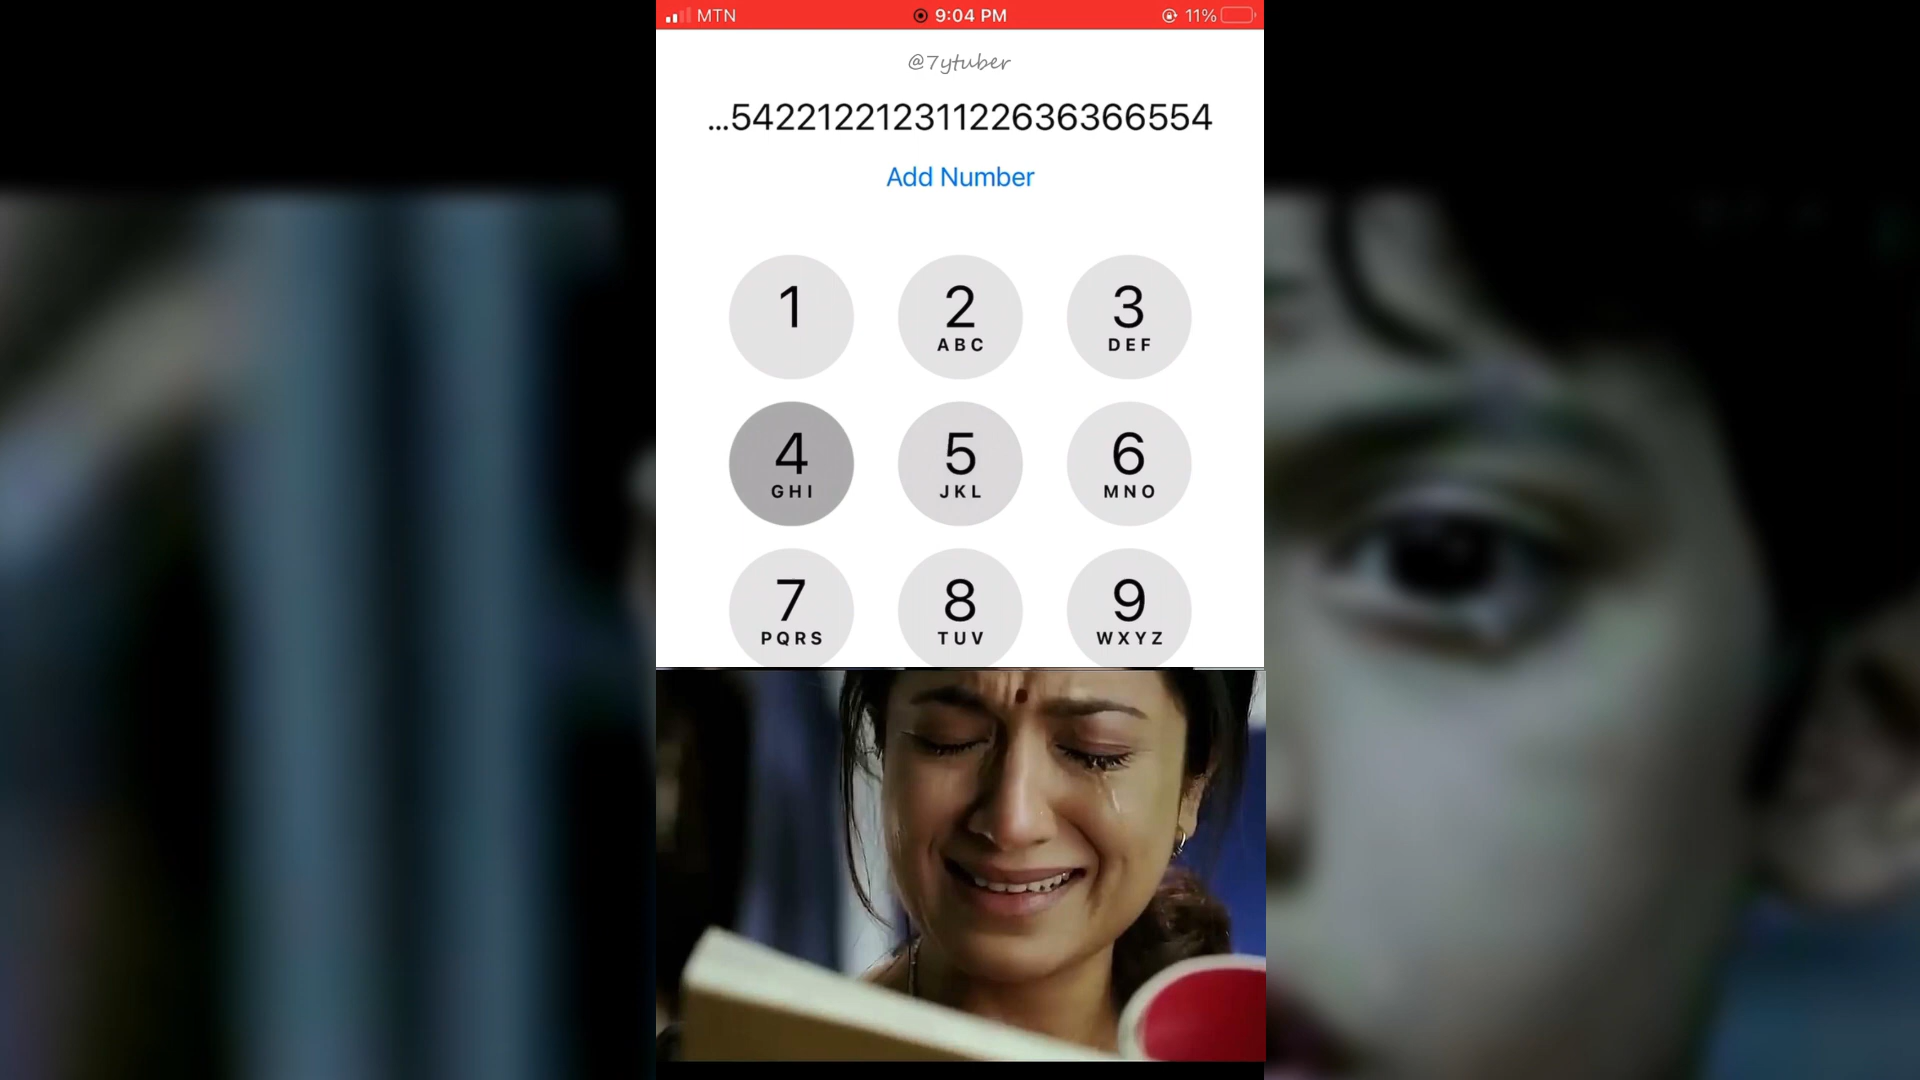 MTN 9:04 PM 11%
@7ytuber
...542212212311122636366554
Add Number
1 2 3
ABC DEF
4 5 6
GHI JKL MNO
7 8 9
PQRS TUV WXYZ